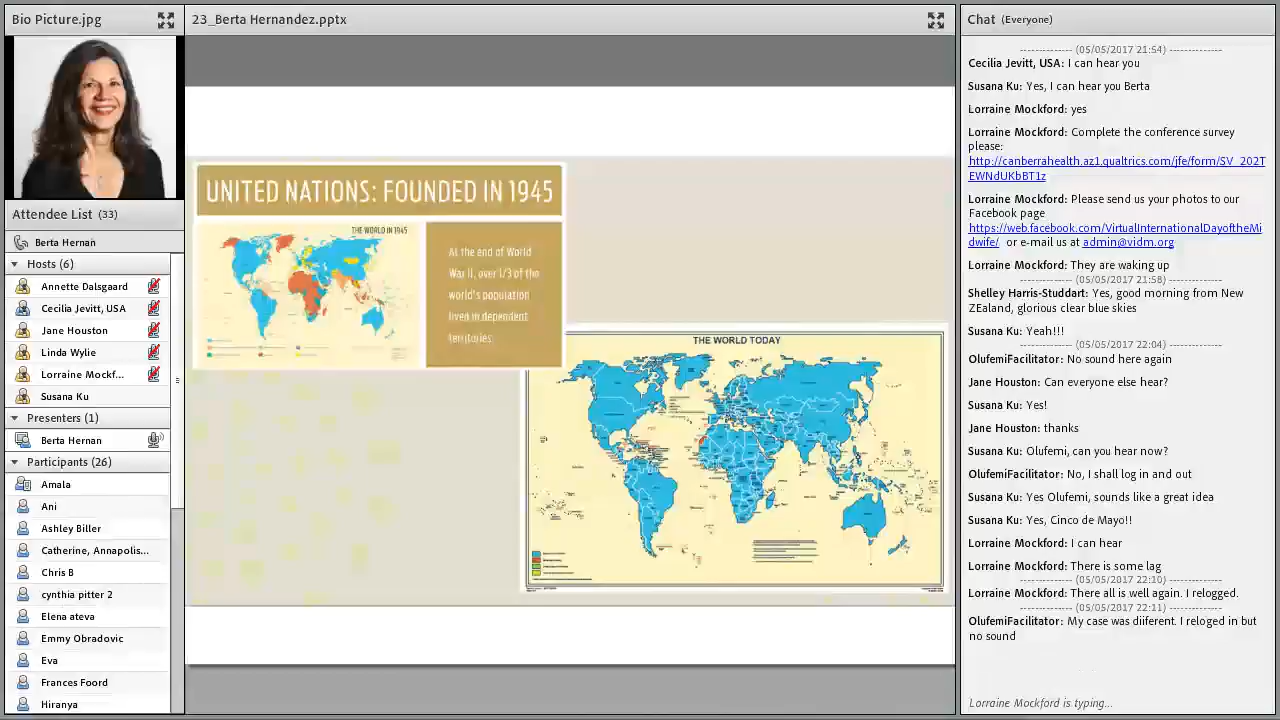 Bio Picture.jpg
23_Berta Hernandez.pptx
Chat (Everyone)
Attendee List (33)
Berta Hernan
Hosts (6)
Annette Dalsgaard
Cecilia Jevitt, USA
Jane Houston
Linda Wylie
Lorraine Mockf...
Susana Ku
Presenters (1)
Berta Hernan
Participants (26)
Amala
Ani
Ashley Biller
Catherine, Annapolis...
Chris B
cynthia pitter 2
Elena ateva
Emmy Obradovic
Eva
Frances Foord
Hiranya
UNITED NATIONS: FOUNDED IN 1945
THE WORLD IN 1945
At the end of World
War II, over 1/3 of the
world's population
lived in dependent
territories.
THE WORLD TODAY
-------------- (05/05/2017 21:54) --------------
Cecilia Jevitt, USA: I can hear you
Susana Ku: Yes, I can hear you Berta
Lorraine Mockford: yes
Lorraine Mockford: Complete the conference survey
please:
http://canberrahealth.az1.qualtrics.com/jfe/form/SV_202T
EWNdUKbBT1z
Lorraine Mockford: Please send us your photos to our
Facebook page
https://web.facebook.com/VirtualInternationalDayoftheMi
dwife/ or e-mail us at admin@vidm.org
Lorraine Mockford: They are waking up
-------------- (05/05/2017 21:58) --------------
Shelley Harris-Studdart: Yes, good morning from New
ZEaland, glorious clear blue skies
Susana Ku: Yeah!!!
-------------- (05/05/2017 22:04) --------------
OlufemiFacilitator: No sound here again
Jane Houston: Can everyone else hear?
Susana Ku: Yes!
Jane Houston: thanks
Susana Ku: Olufemi, can you hear now?
OlufemiFacilitator: No, I shall log in and out
Susana Ku: Yes Olufemi, sounds like a great idea
Susana Ku: Yes, Cinco de Mayo!!
Lorraine Mockford: I can hear
Lorraine Mockford: There is some lag
-------------- (05/05/2017 22:10) --------------
Lorraine Mockford: There all is well again. I relogged.
-------------- (05/05/2017 22:11) --------------
OlufemiFacilitator: My case was diiferent. I reloged in but
no sound
Lorraine Mockford is typing...